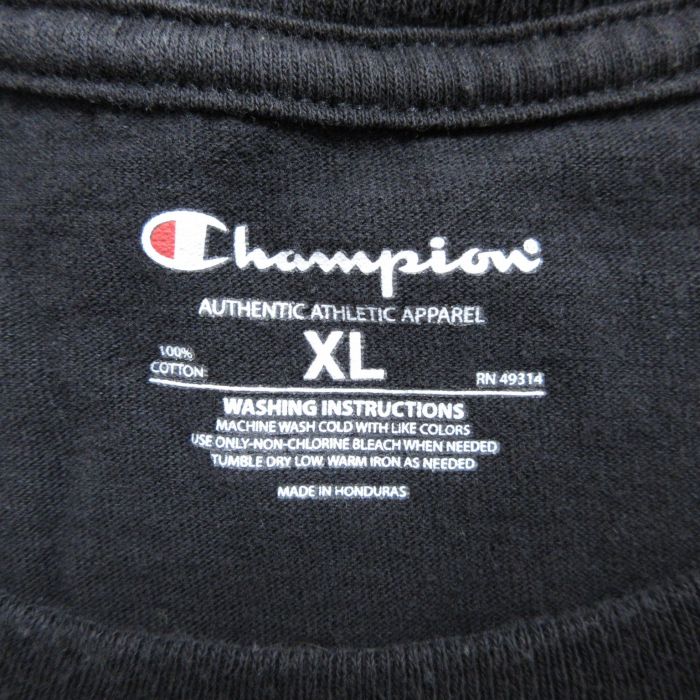 Champion
AUTHENTIC ATHLETIC APPAREL
XL
100%
COTTON
RN 49314
WASHING INSTRUCTIONS
MACHINE WASH COLD WITH LIKE COLORS
USE ONLY-NON-CHLORINE BLEACH WHEN NEEDED
TUMBLE DRY LOW, WARM IRON AS NEEDED
MADE IN HONDURAS